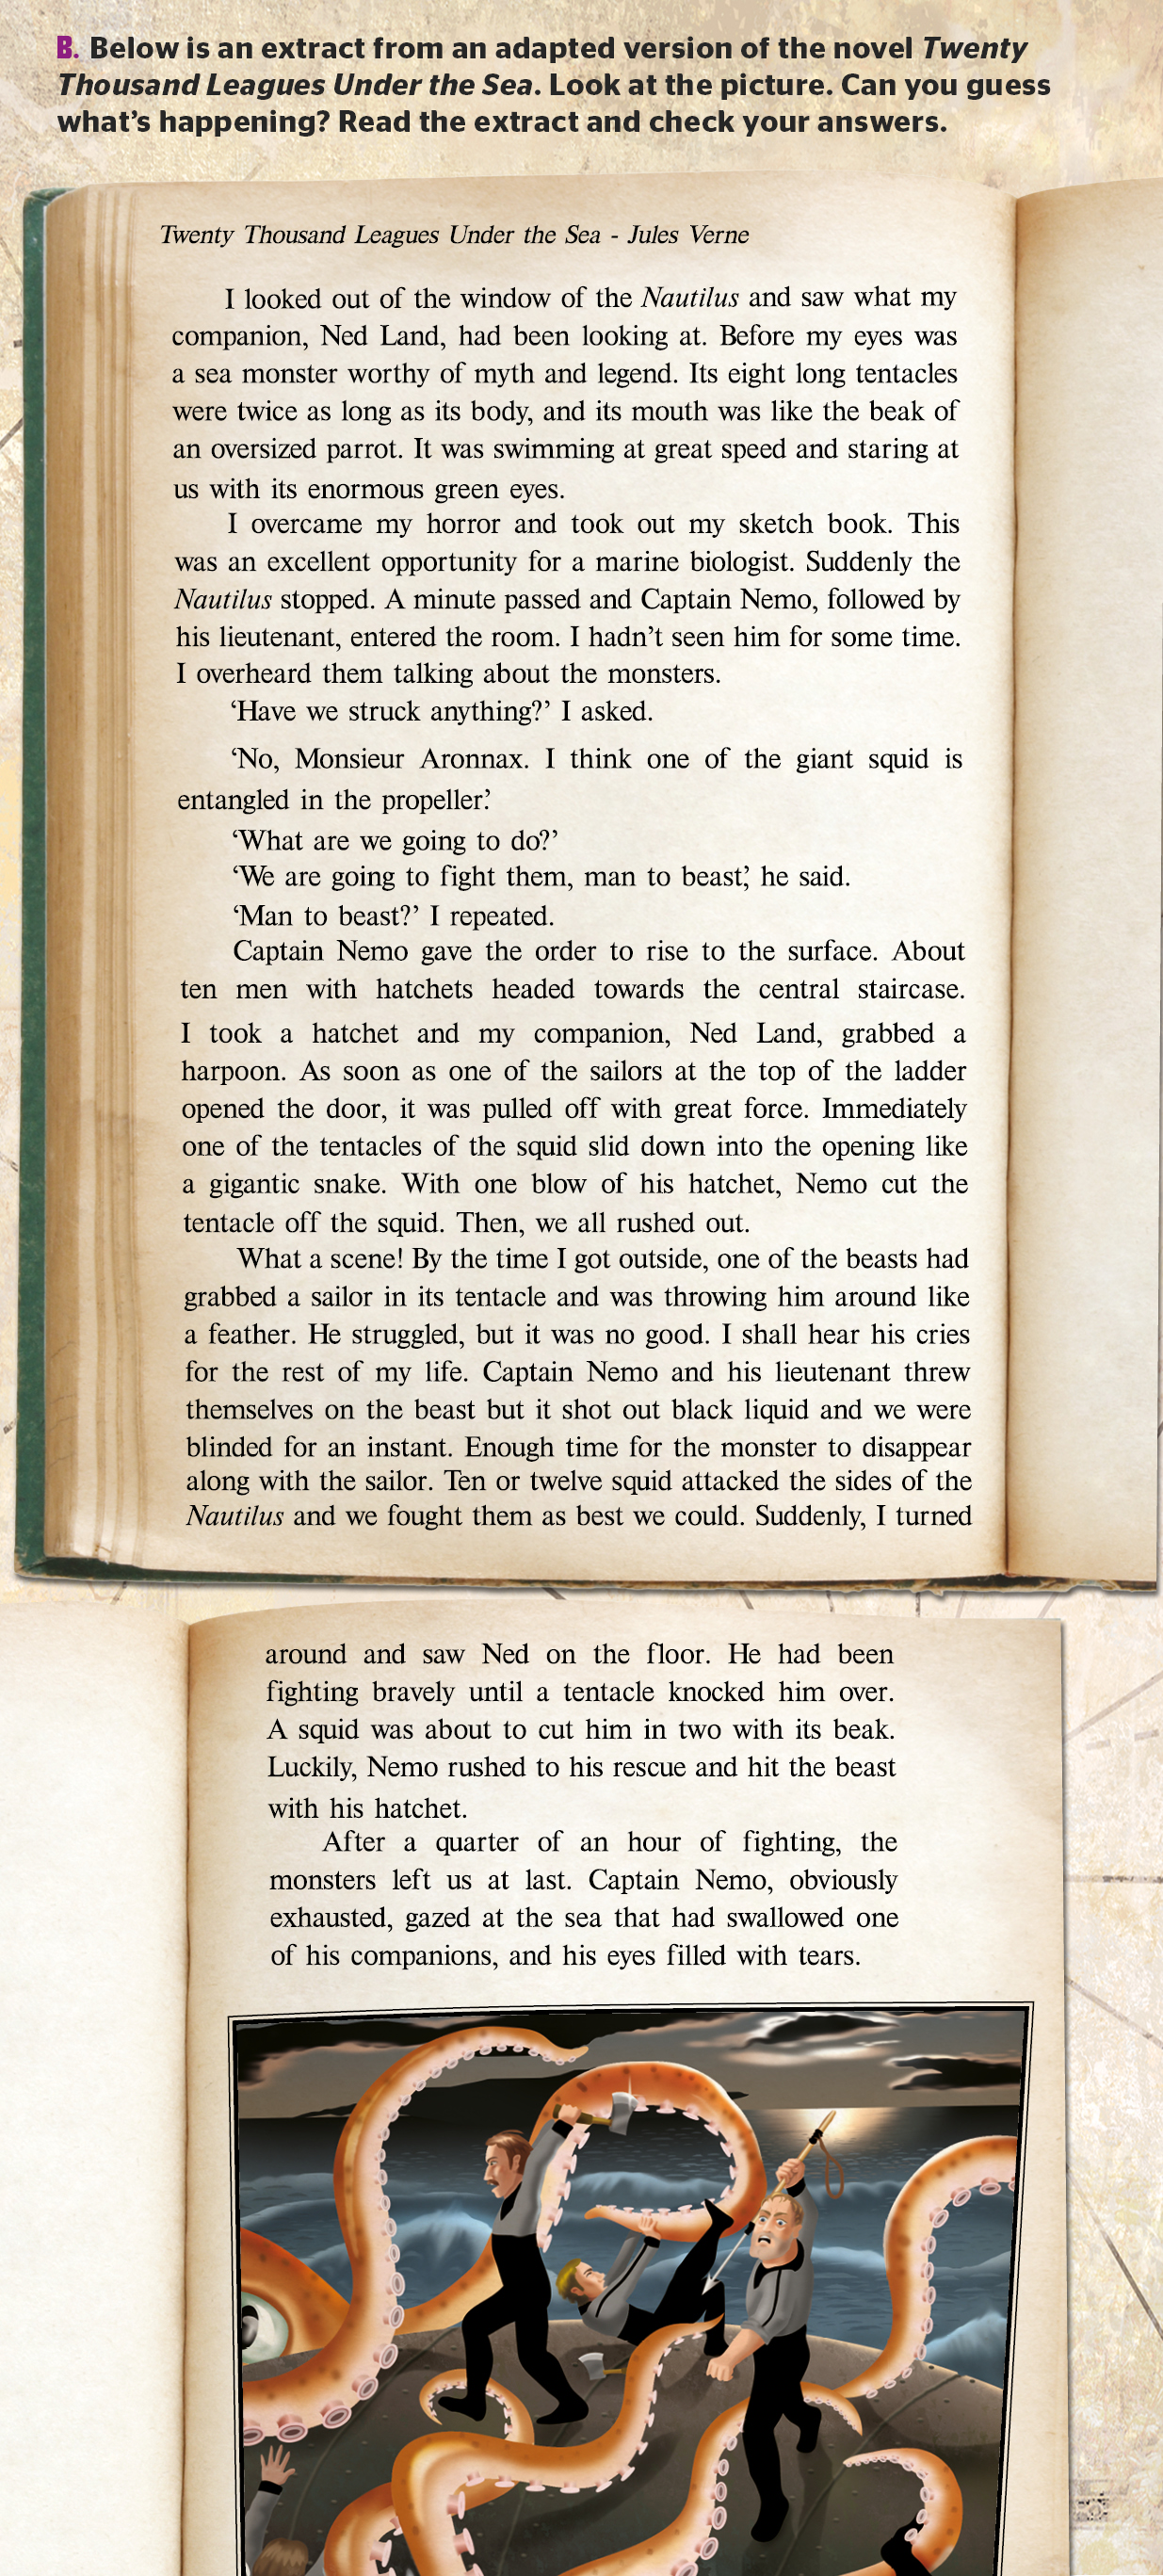 B. Below is an extract from an adapted version of the novel Twenty
Thousand Leagues Under the Sea. Look at the picture. Can you guess
what's happening? Read the extract and check your answers.
Twenty Thousand Leagues Under the Sea - Jules Verne
I looked out of the window of the Nautilus and saw what my
companion, Ned Land, had been looking at. Before my eyes was
a sea monster worthy of myth and legend. Its eight long tentacles
were twice as long as its body, and its mouth was like the beak of
an oversized parrot. It was swimming at great speed and staring at
us with its enormous green eyes.
I overcame my horror and took out my sketch book. This
was an excellent opportunity for a marine biologist. Suddenly the
Nautilus stopped. A minute passed and Captain Nemo, followed by
his lieutenant, entered the room. I hadn't seen him for some time.
I overheard them talking about the monsters.
‘Have we struck anything?’ I asked.
‘No, Monsieur Aronnax. I think one of the giant squid is
entangled in the propeller.’
‘What are we going to do?’
‘We are going to fight them, man to beast,’ he said.
‘Man to beast?’ I repeated.
Captain Nemo gave the order to rise to the surface. About
ten men with hatchets headed towards the central staircase.
I took a hatchet and my companion, Ned Land, grabbed a
harpoon. As soon as one of the sailors at the top of the ladder
opened the door, it was pulled off with great force. Immediately
one of the tentacles of the squid slid down into the opening like
a gigantic snake. With one blow of his hatchet, Nemo cut the
tentacle off the squid. Then, we all rushed out.
What a scene! By the time I got outside, one of the beasts had
grabbed a sailor in its tentacle and was throwing him around like
a feather. He struggled, but it was no good. I shall hear his cries
for the rest of my life. Captain Nemo and his lieutenant threw
themselves on the beast but it shot out black liquid and we were
blinded for an instant. Enough time for the monster to disappear
along with the sailor. Ten or twelve squid attacked the sides of the
Nautilus and we fought them as best we could. Suddenly, I turned
around and saw Ned on the floor. He had been
fighting bravely until a tentacle knocked him over.
A squid was about to cut him in two with its beak.
Luckily, Nemo rushed to his rescue and hit the beast
with his hatchet.
After a quarter of an hour of fighting, the
monsters left us at last. Captain Nemo, obviously
exhausted, gazed at the sea that had swallowed one
of his companions, and his eyes filled with tears.